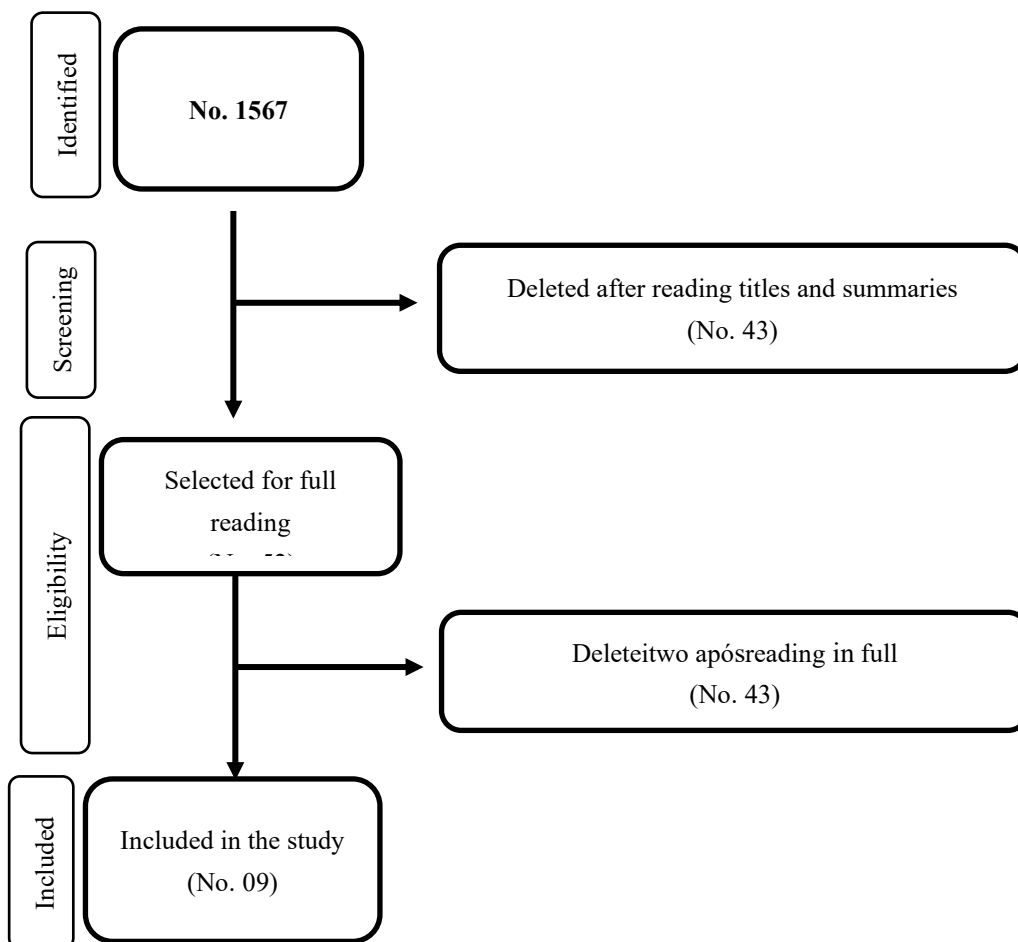 Identified
No. 1567
Screening
Deleted after reading titles and summaries
(No. 43)
Eligibility
Selected for full
reading
Deleteitwo apósreading in full
(No. 43)
Included
Included in the study
(No. 09)